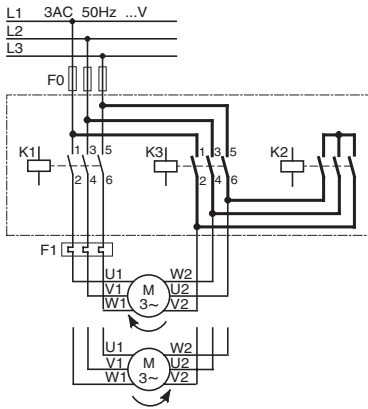 L1 3AC 50Hz ...V
L2
L3
F0
K1 1 3 5 K3 1 3 5 K2
2 4 6 2 4 6
F1
U1 W2
V1 M U2
W1 3~ V2
U1 W2
V1 M U2
W1 3~ V2